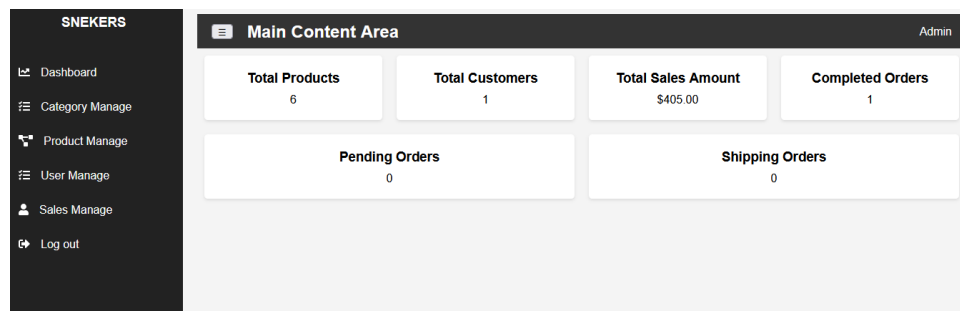 SNEKERS
Dashboard
Category Manage
Product Manage
User Manage
Sales Manage
Log out
Main Content Area
Admin
Total Products
6
Total Customers
1
Total Sales Amount
$405.00
Completed Orders
1
Pending Orders
0
Shipping Orders
0